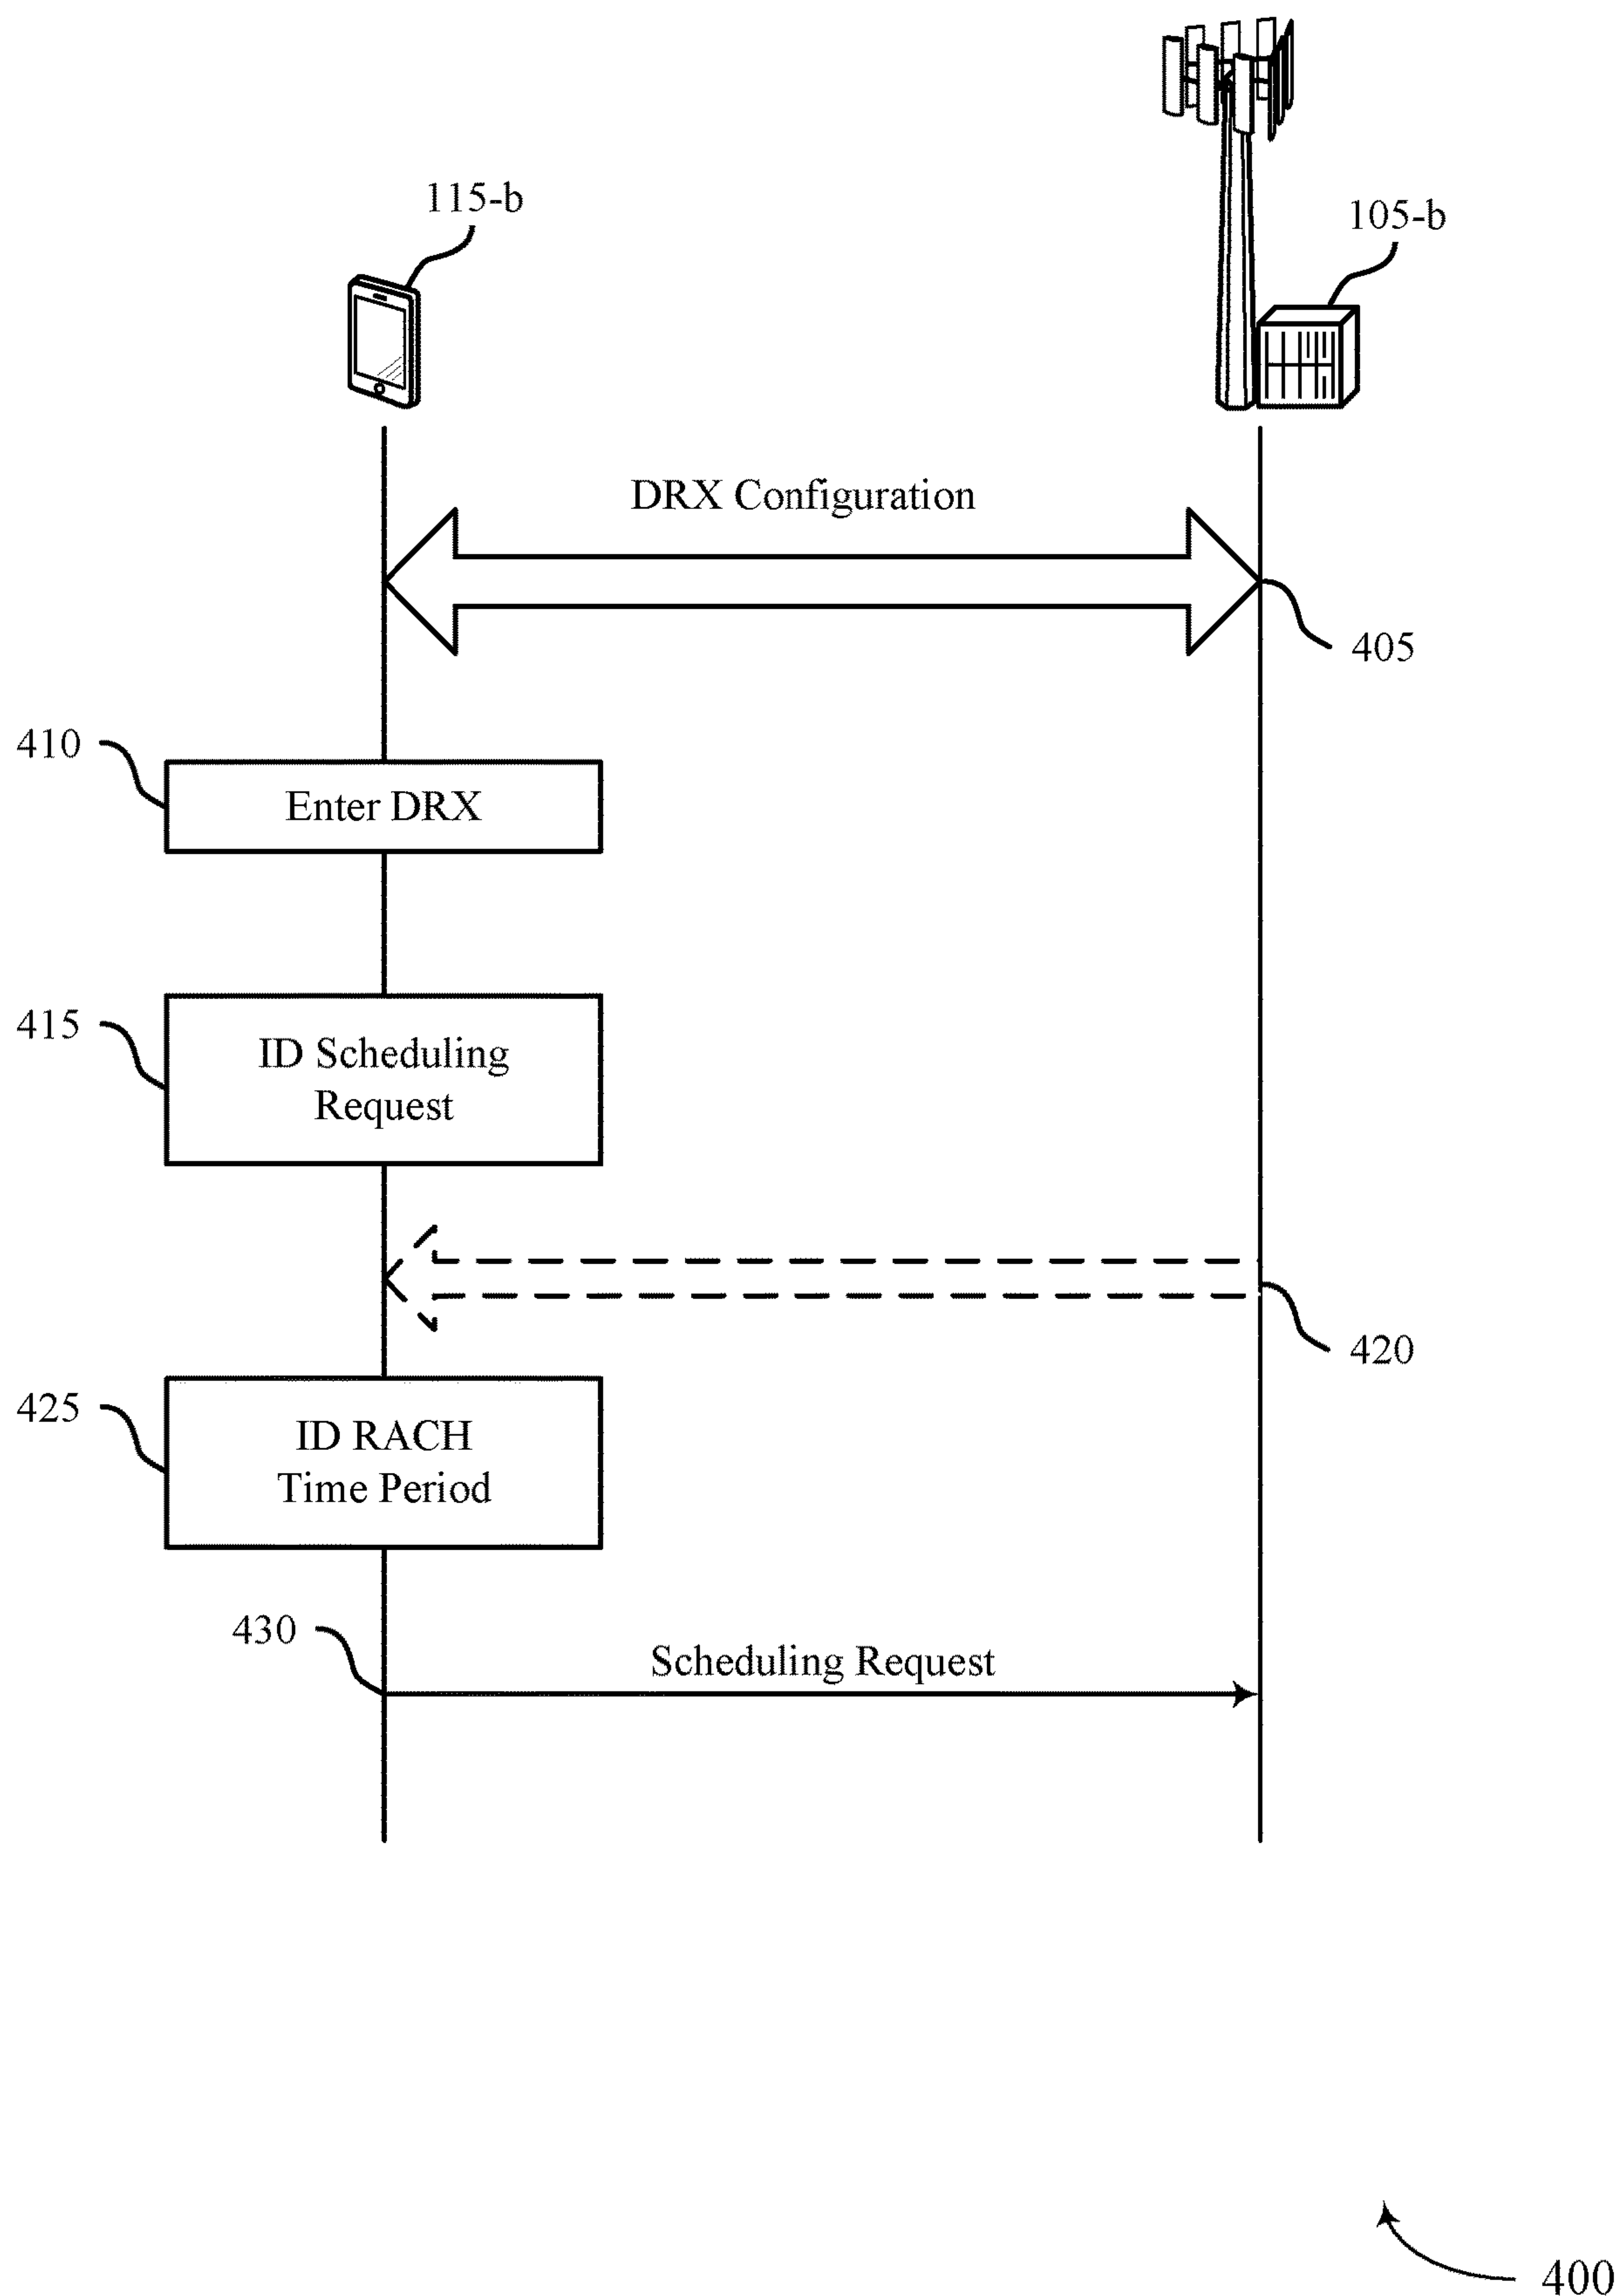 115-b
105-b
DRX Configuration
405
410
Enter DRX
415
ID Scheduling
Request
420
425
ID RACH
Time Period
430
Scheduling Request
400